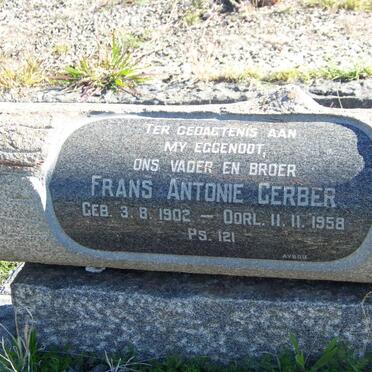 TER GEDAGTENIS AAN
MY EGGENOOT,
ONS VADER EN BROER
FRANS ANTONIE GERBER
GEB. 3. 8. 1902 — OORL. 11. 11. 1958
PS. 121